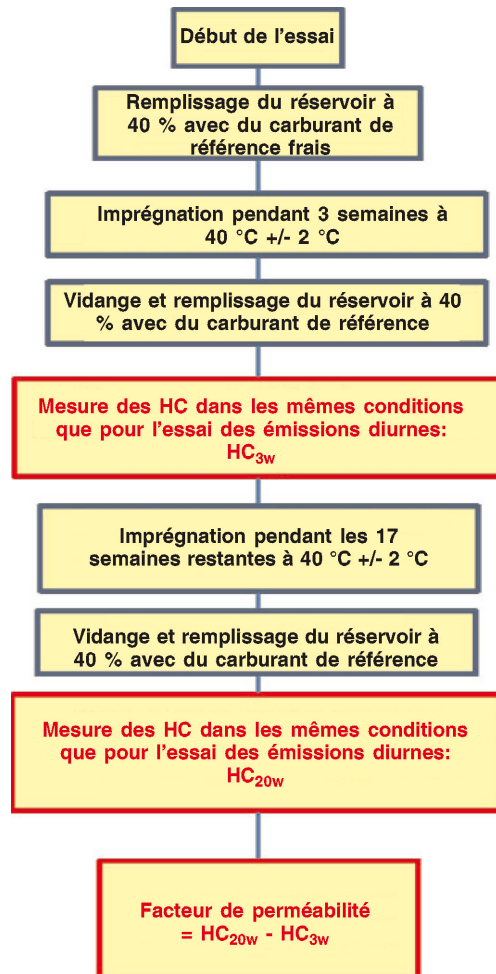 Début de l'essai
Remplissage du réservoir à
40 % avec du carburant de
référence frais
Imprégnation pendant 3 semaines à
40 °C +/- 2 °C
Vidange et remplissage du réservoir à 40
% avec du carburant de référence
Mesure des HC dans les mêmes conditions
que pour l'essai des émissions diurnes:
HC3w
Imprégnation pendant les 17
semaines restantes à 40 °C +/- 2 °C
Vidange et remplissage du réservoir à
40 % avec du carburant de référence
Mesure des HC dans les mêmes conditions
que pour l'essai des émissions diurnes:
HC20w
Facteur de perméabilité
= HC20w - HC3w